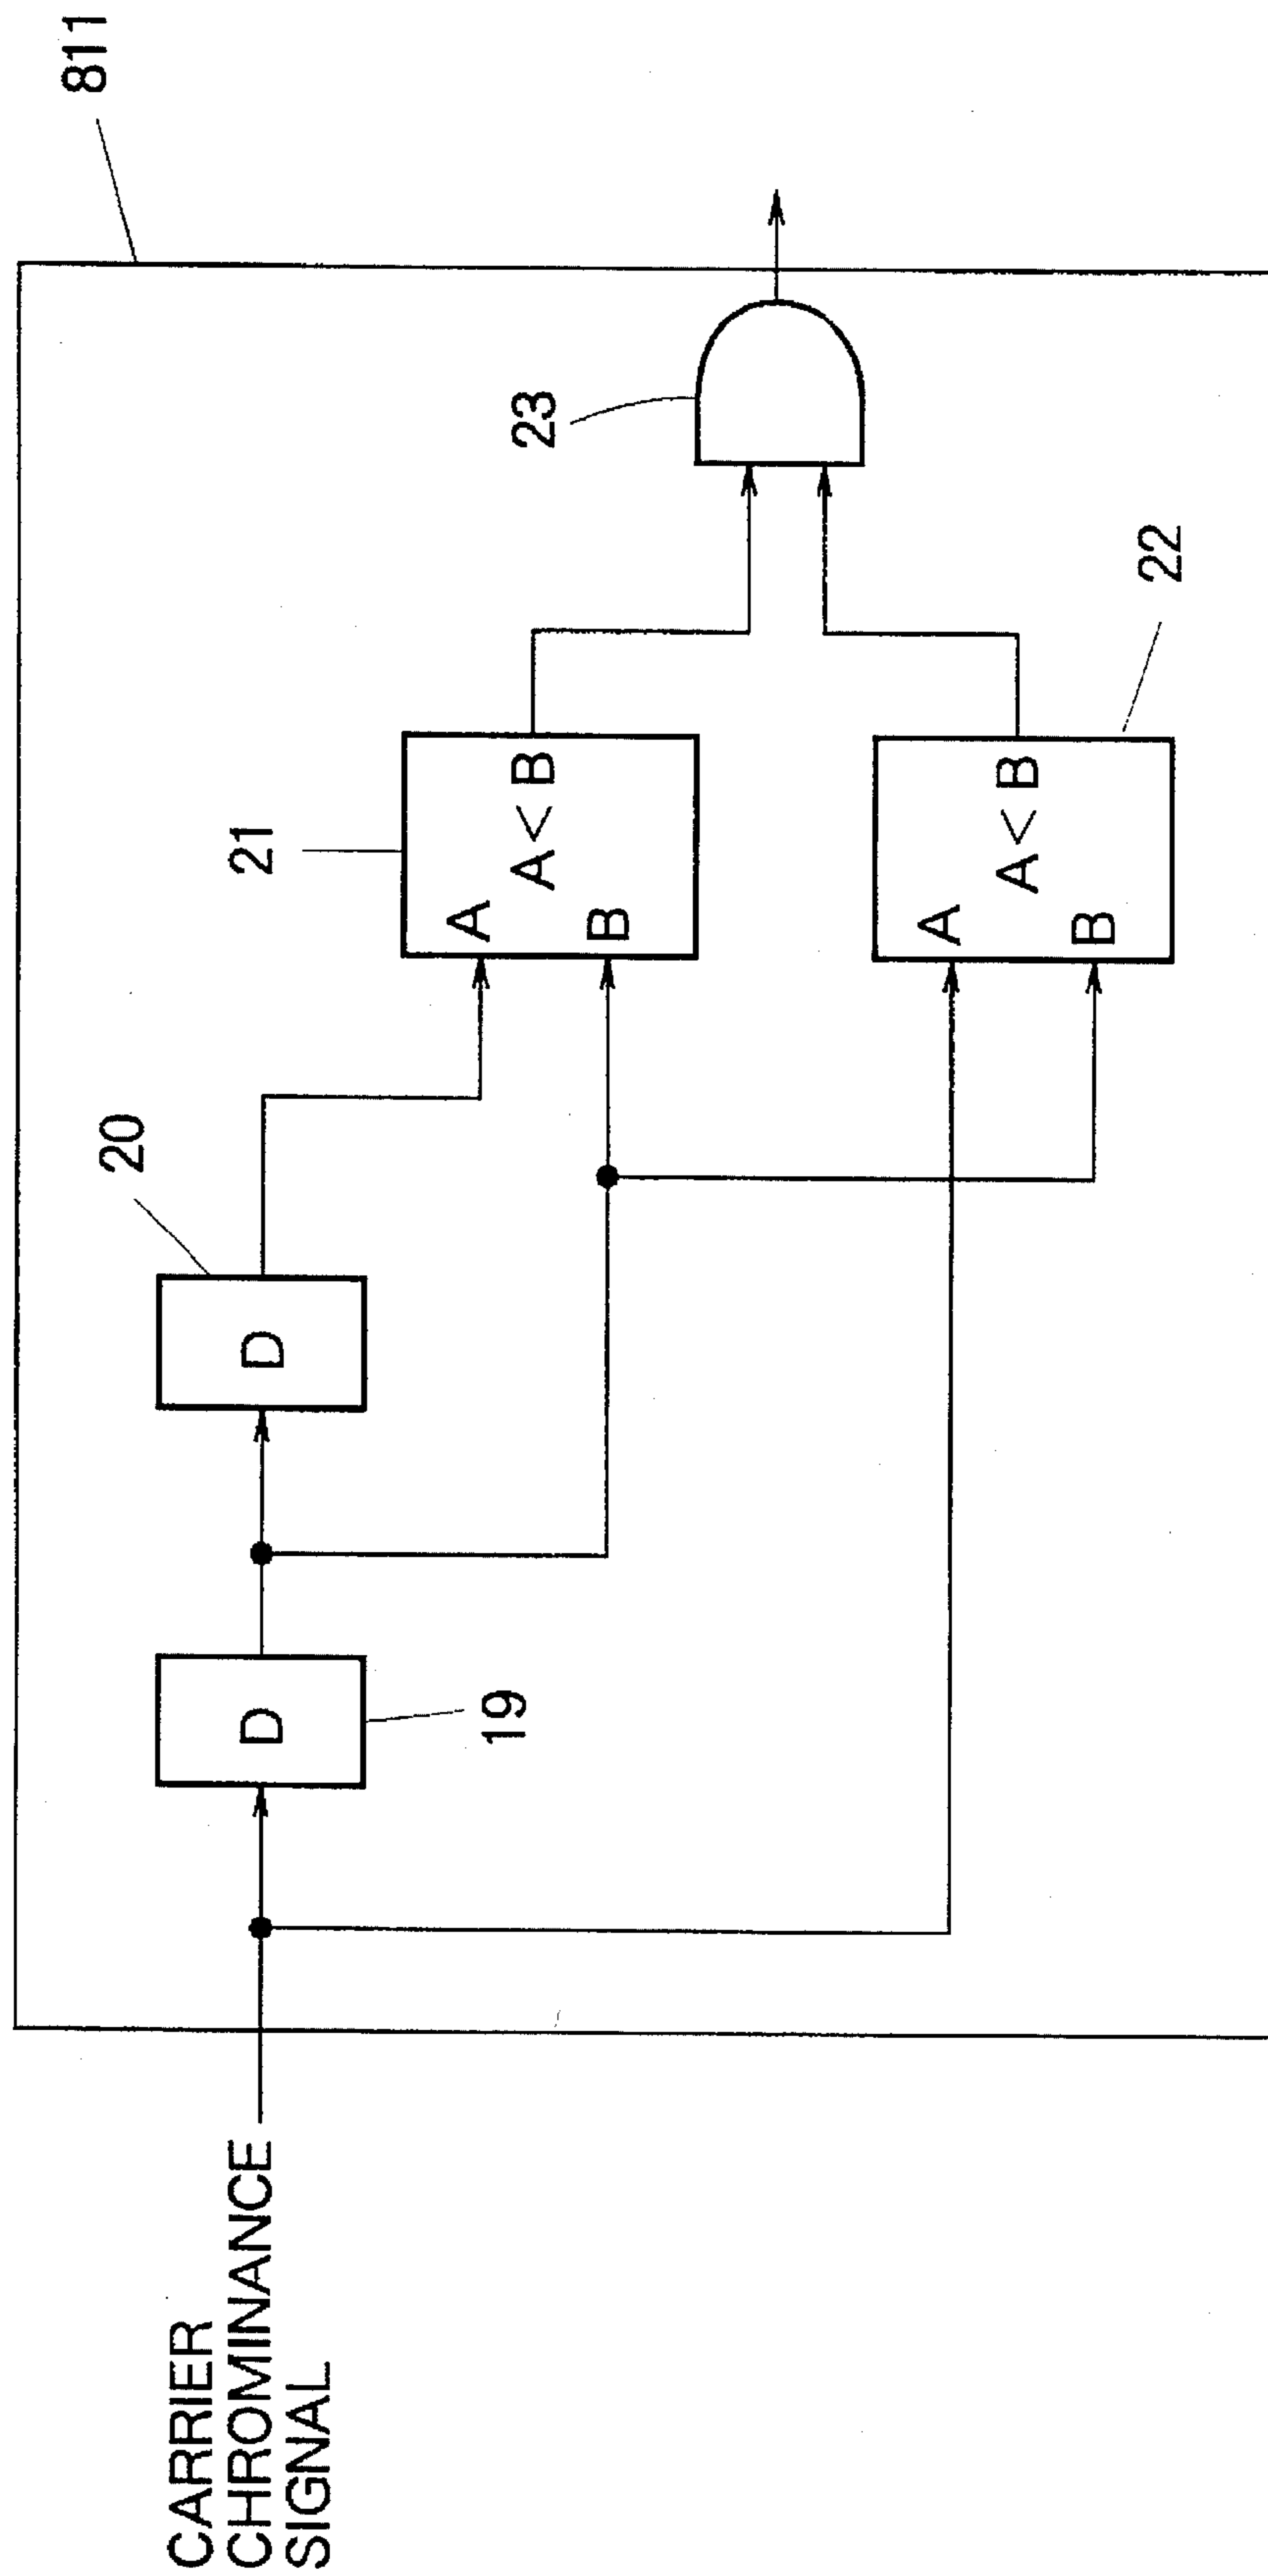 811
CARRIER
CHROMINANCE
SIGNAL
D
19
D
20
21
A
B
A < B
22
A
B
A < B
23